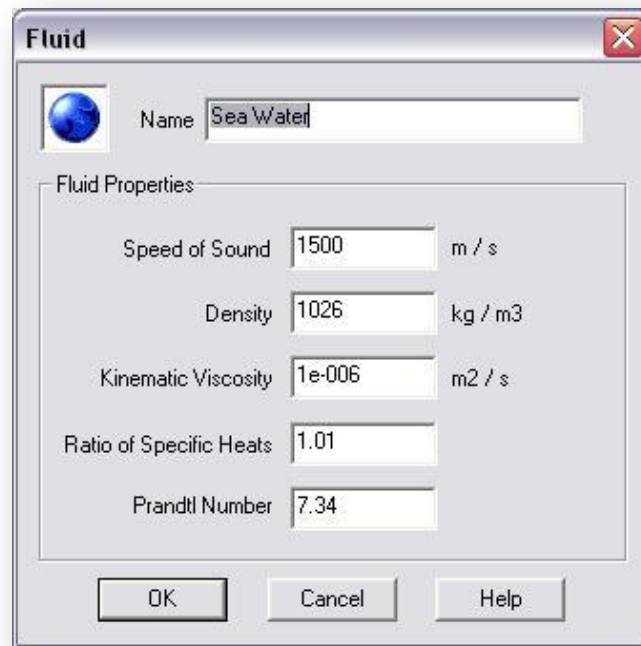 Fluid
Name Sea Water
Fluid Properties
Speed of Sound 1500 m / s
Density 1026 kg / m3
Kinematic Viscosity 1e-006 m2 / s
Ratio of Specific Heats 1.01
Prandtl Number 7.34
OK Cancel Help